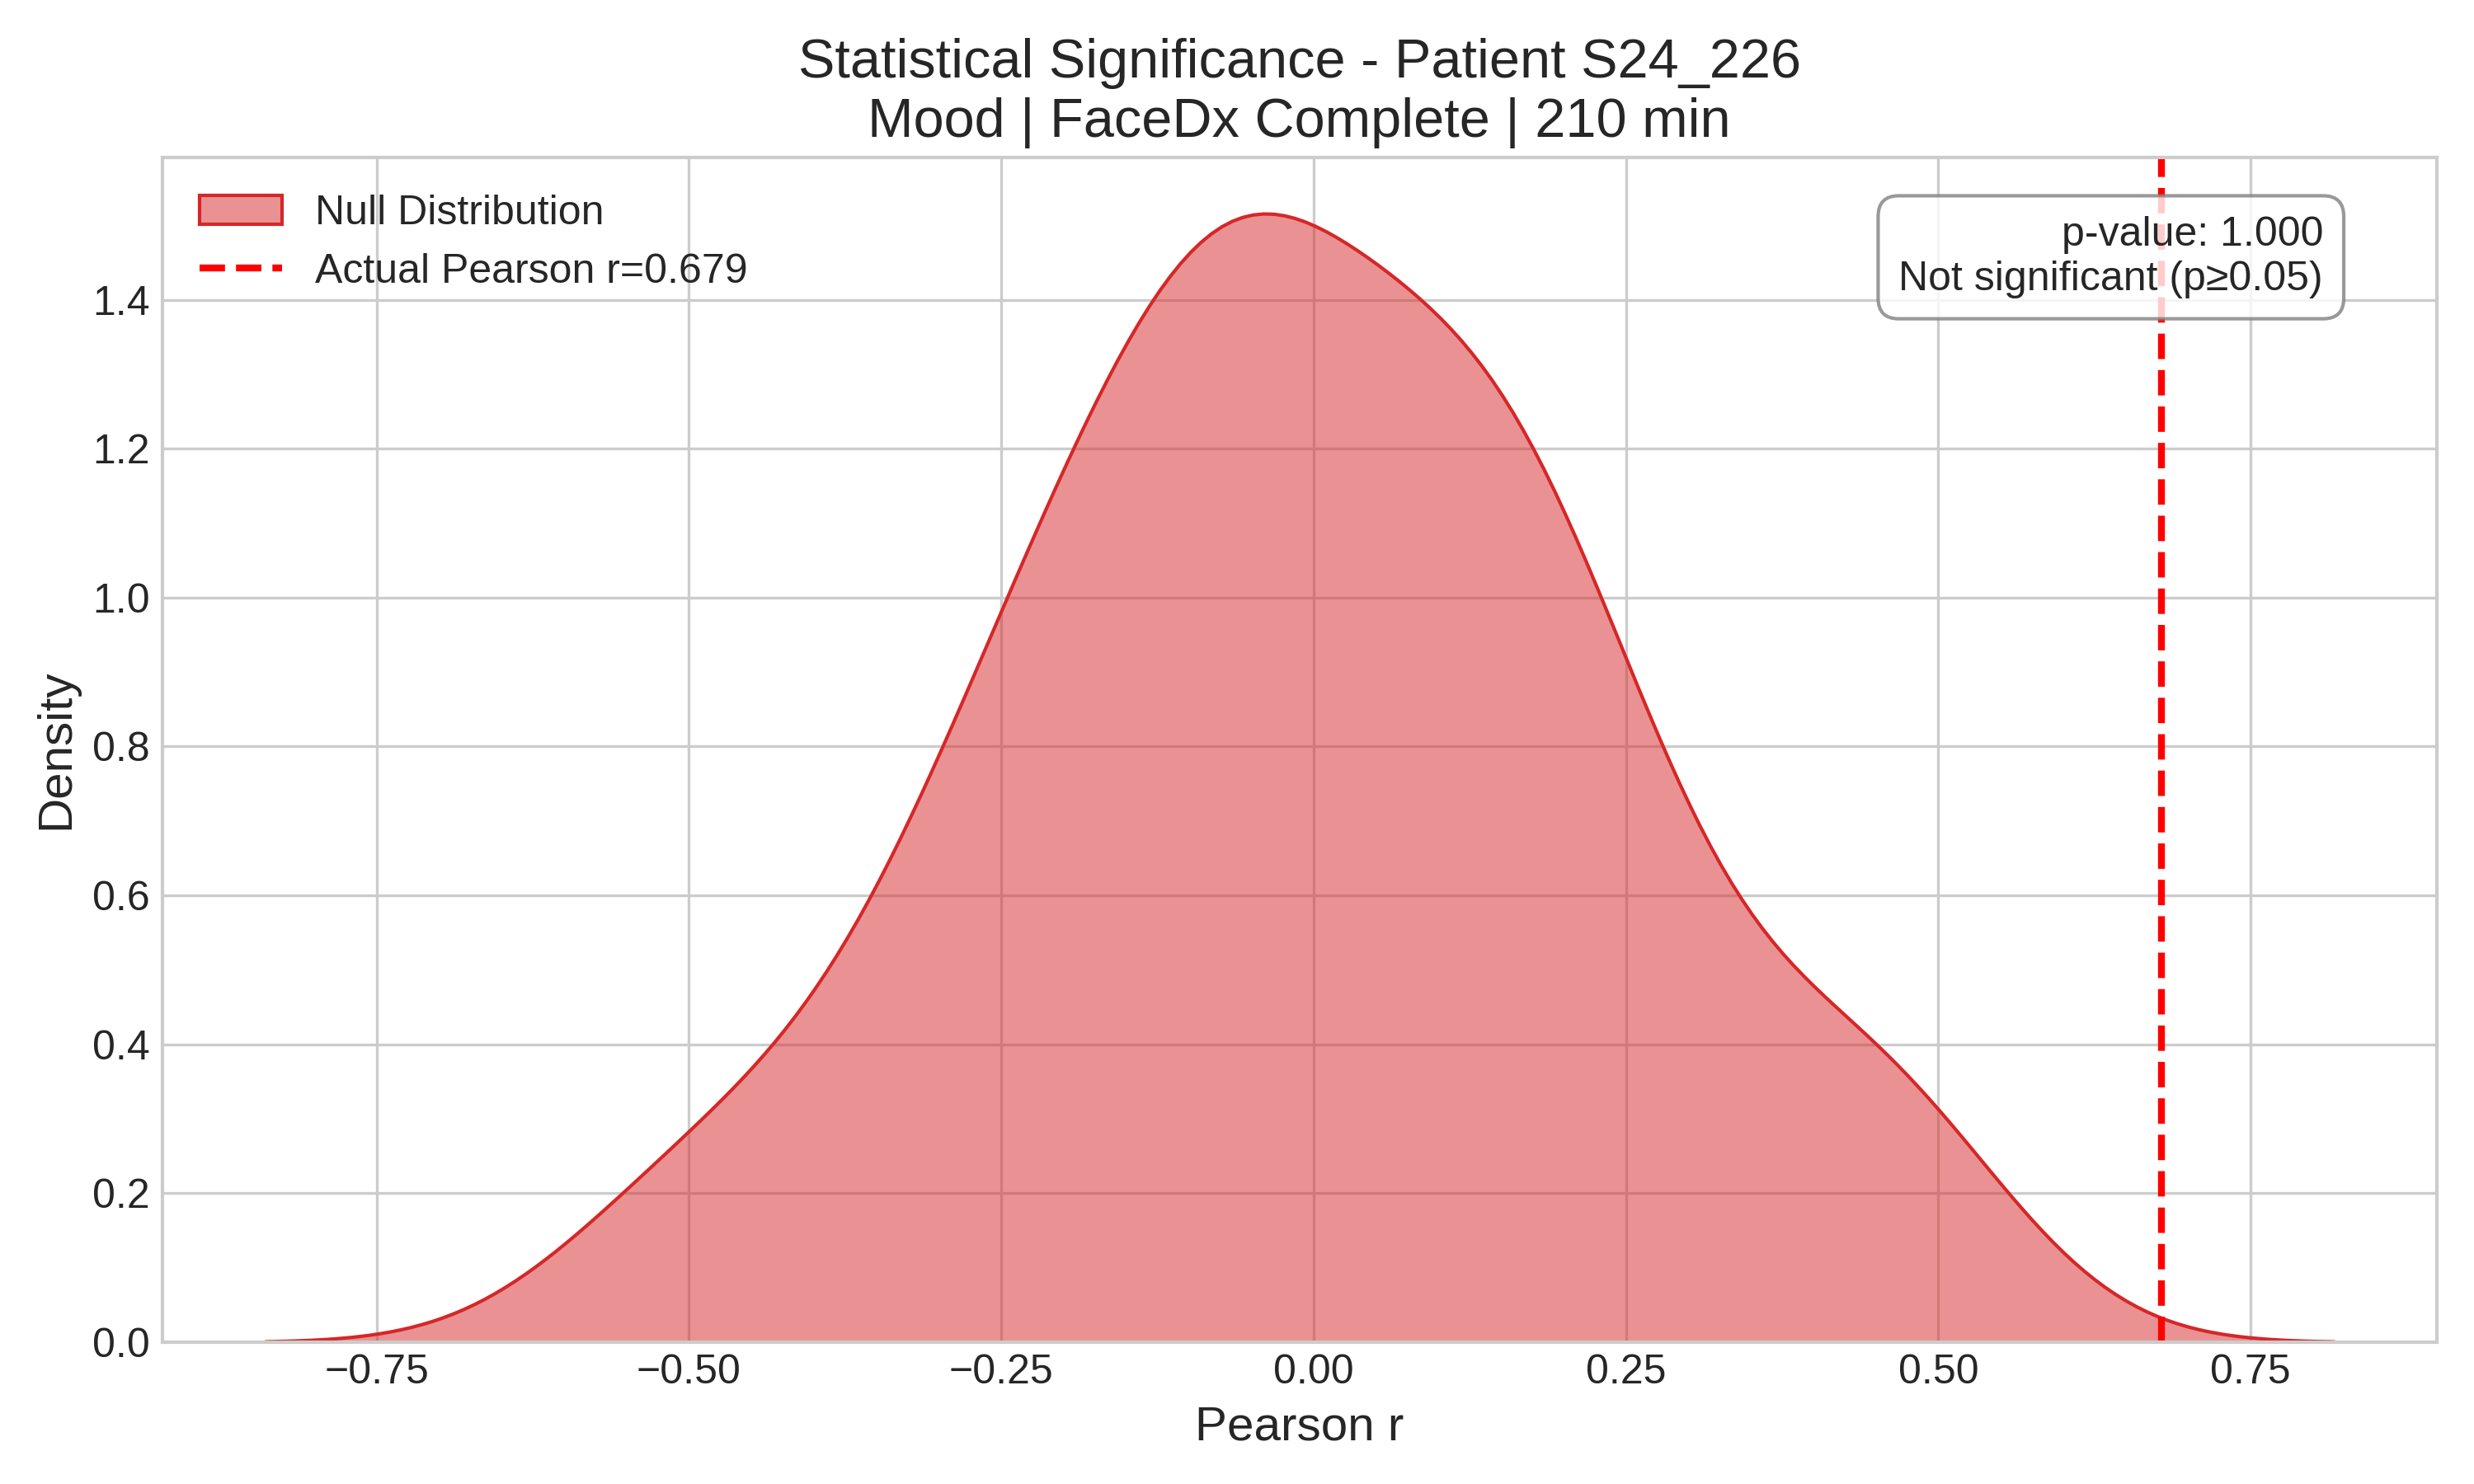 Statistical Significance - Patient S24_226
Mood | FaceDx Complete | 210 min
Null Distribution
Actual Pearson r=0.679
p-value: 1.000
Not significant (p≥0.05)
Density
1.4
1.2
1.0
0.8
0.6
0.4
0.2
0.0
−0.75
−0.50
−0.25
0.00
0.25
0.50
0.75
Pearson r